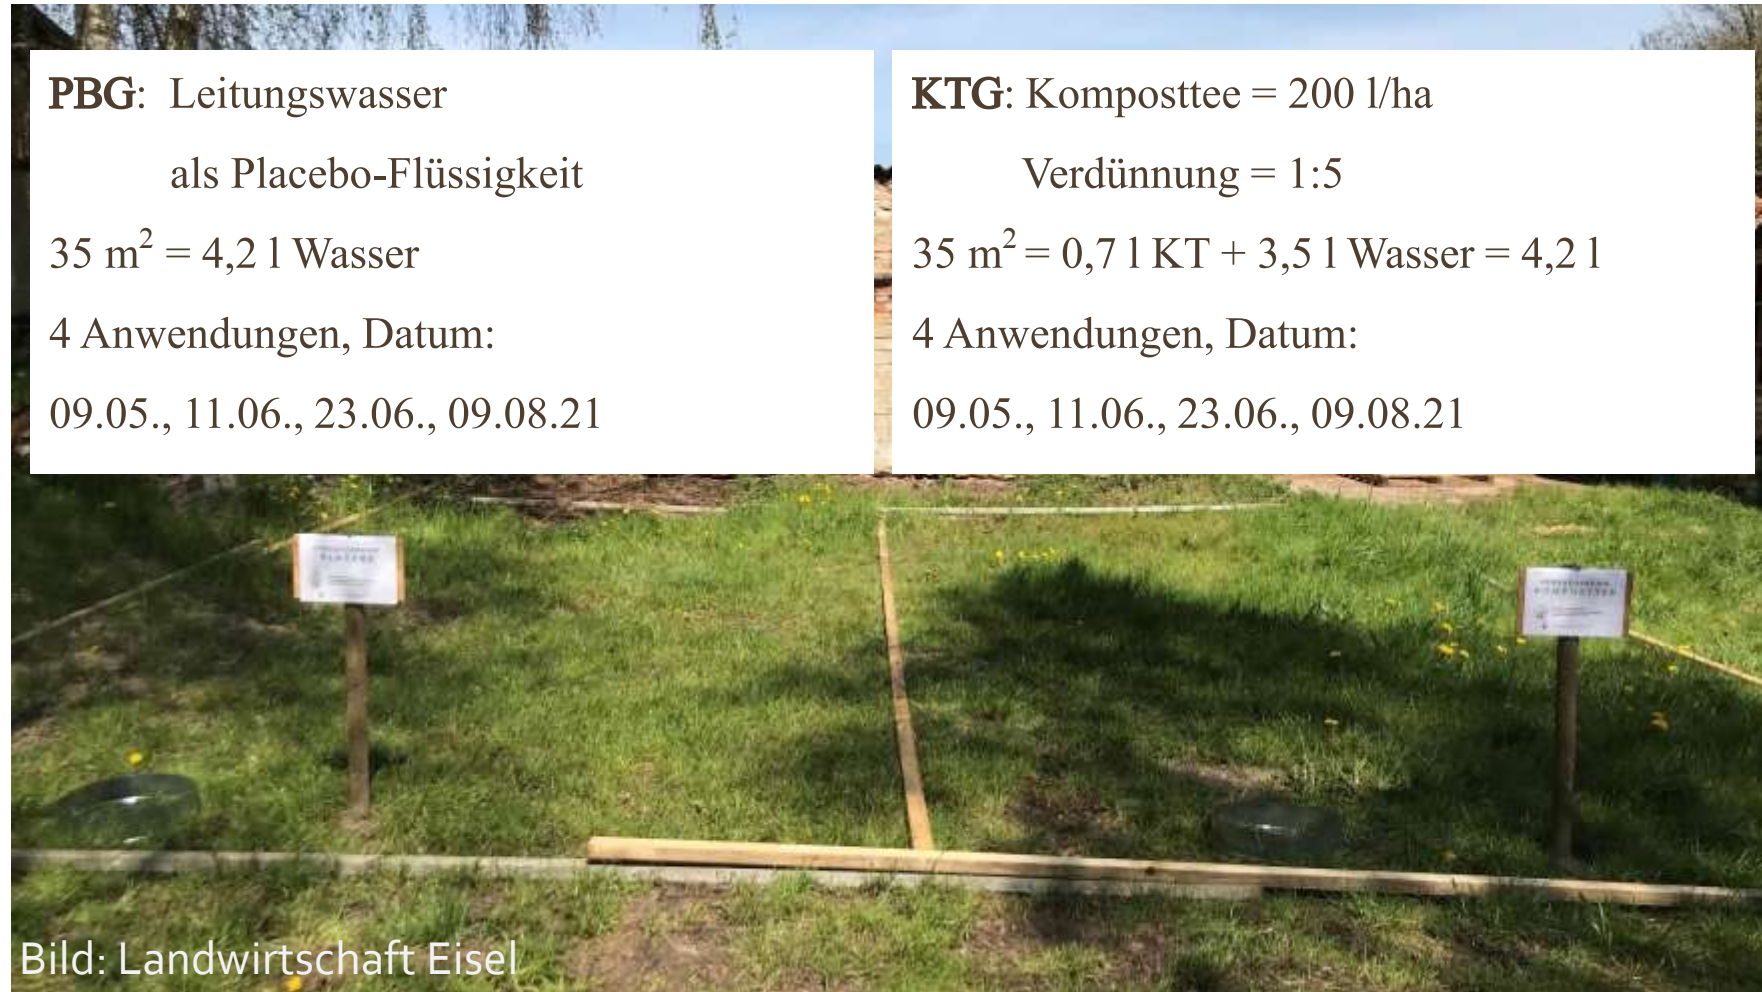 PBG: Leitungswasser
als Placebo-Flüssigkeit
35 m² = 4,2 l Wasser
4 Anwendungen, Datum:
09.05., 11.06., 23.06., 09.08.21
KTG: Komposttee = 200 l/ha
Verdünnung = 1:5
35 m² = 0,7 l KT + 3,5 l Wasser = 4,2 l
4 Anwendungen, Datum:
09.05., 11.06., 23.06., 09.08.21
PLACEBO
KOMPOSTTEE
Bild: Landwirtschaft Eisel